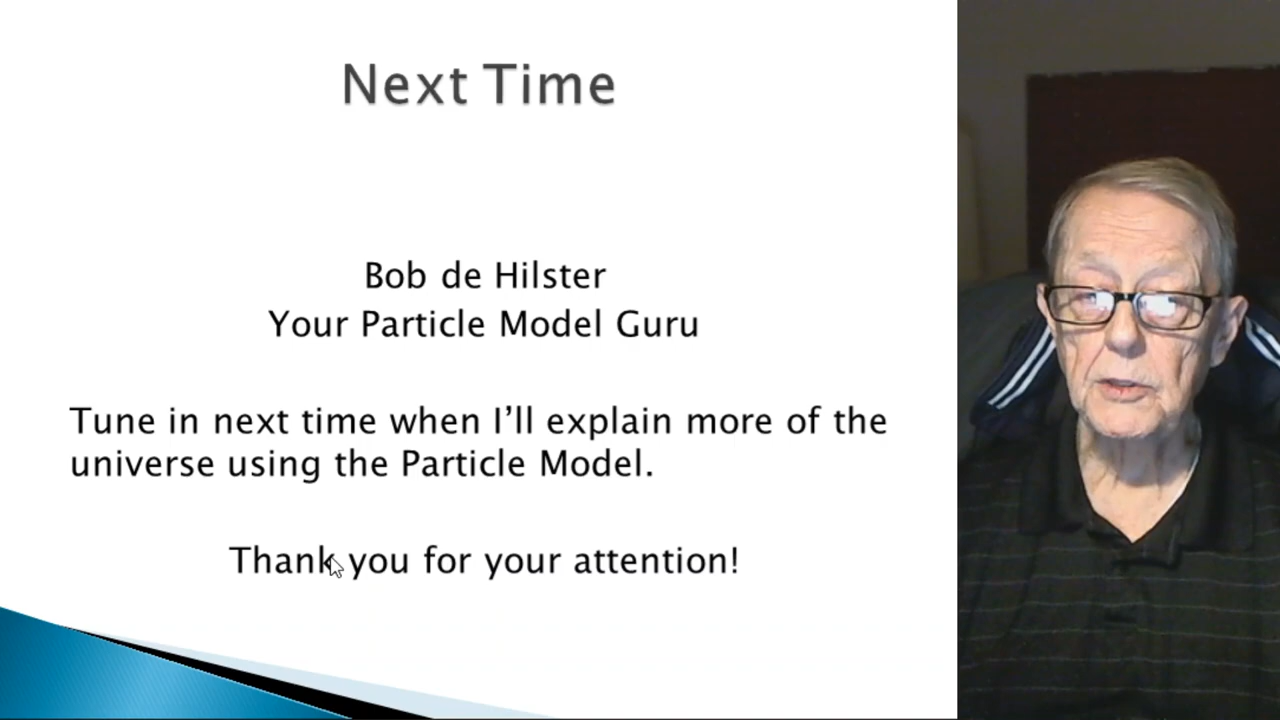 Next Time
Bob de Hilster
Your Particle Model Guru
Tune in next time when I’ll explain more of the
universe using the Particle Model.
Thank you for your attention!